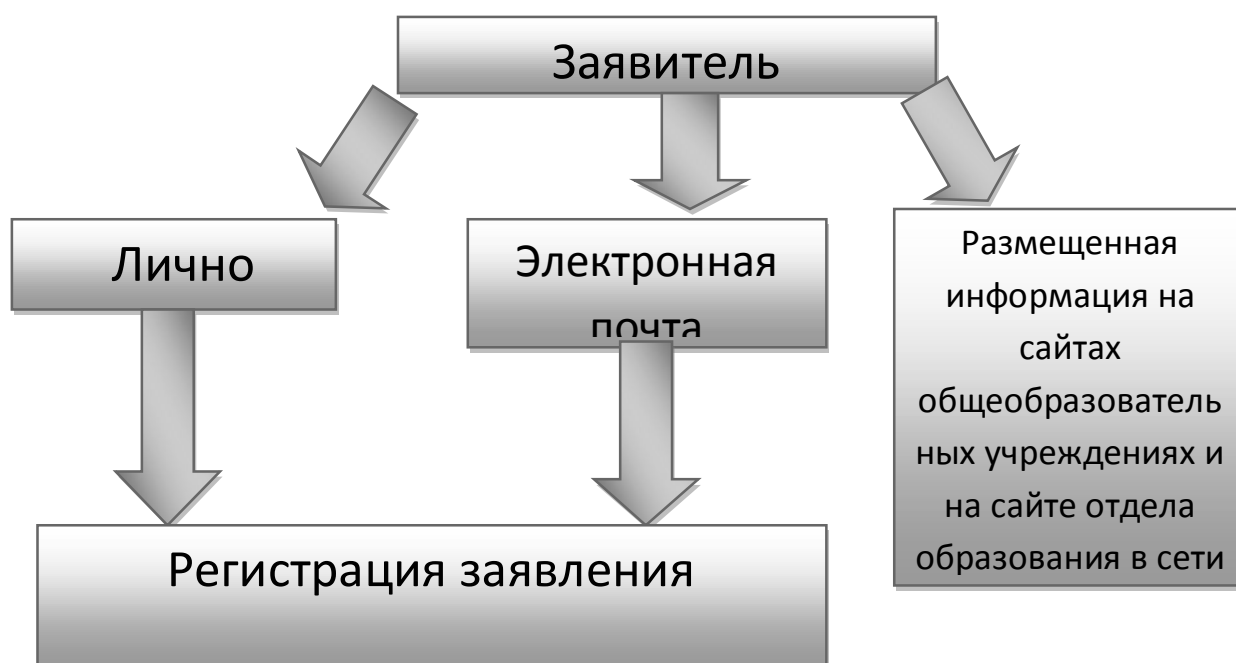 Заявитель
Лично
Электронная
почта
Размещенная
информация на
сайтах
общеобразователь
ных учреждениях и
на сайте отдела
образования в сети
Регистрация заявления